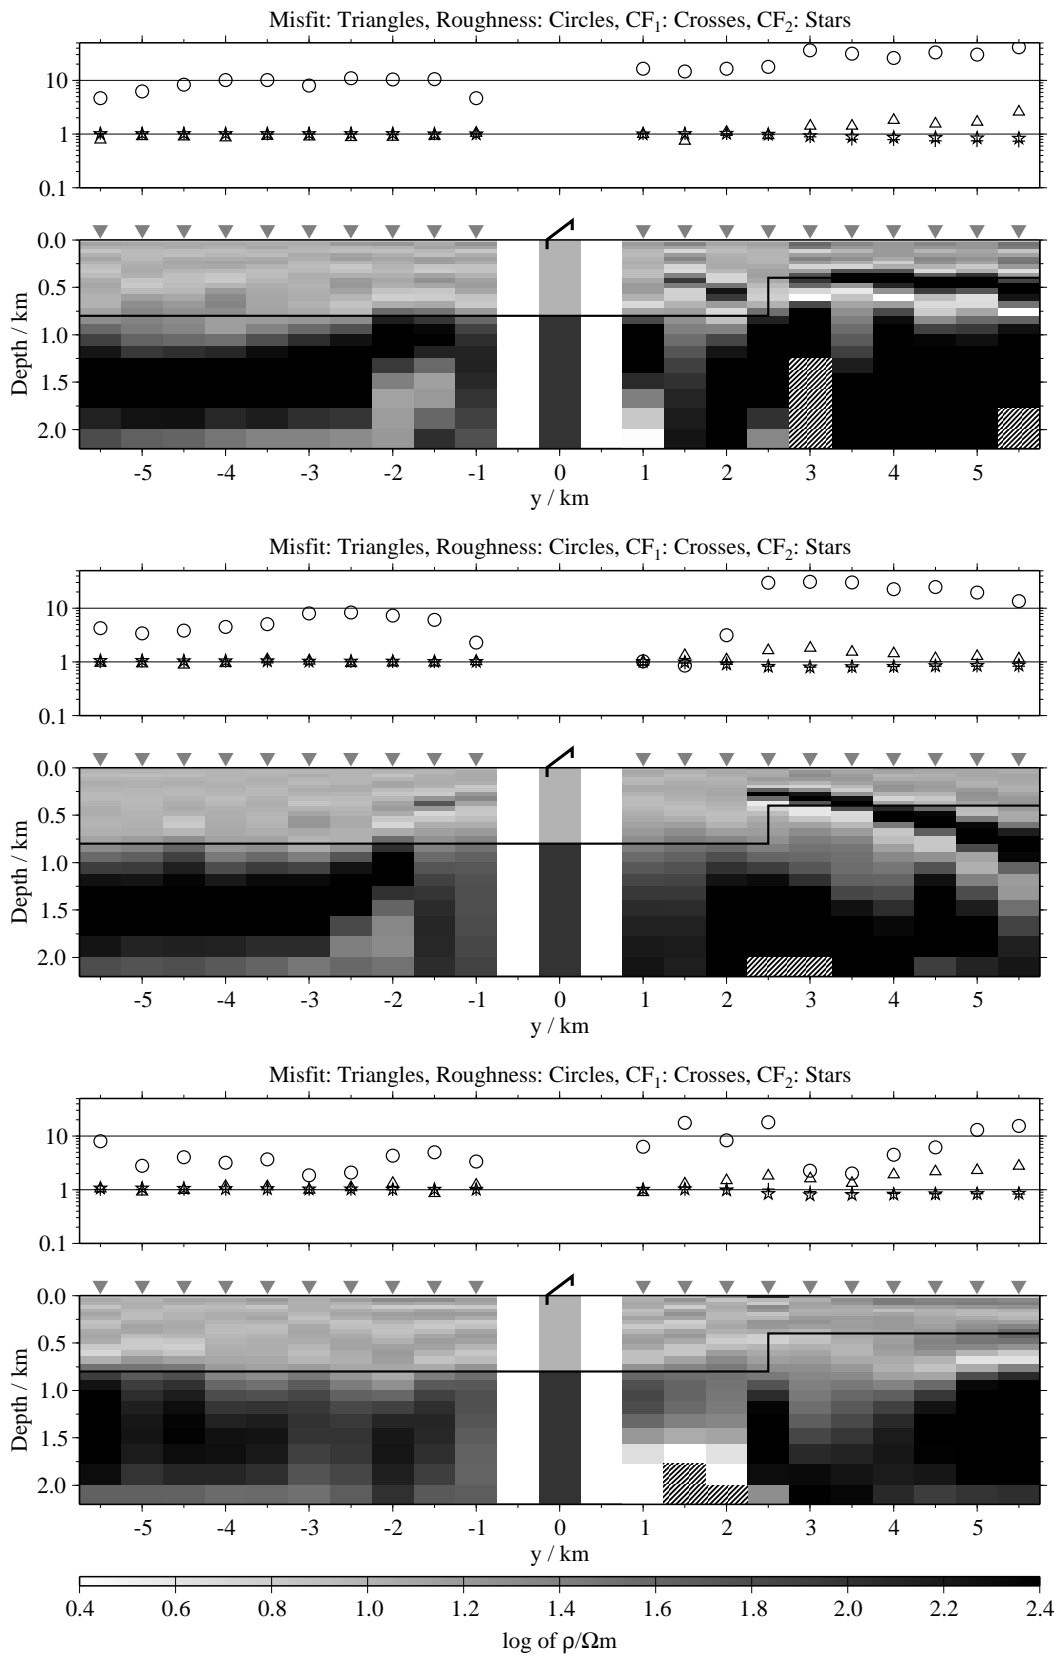 Misfit: Triangles, Roughness: Circles, CF1: Crosses, CF2: Stars
10
1
0.1
0.0
0.5
1.0
1.5
2.0
Depth / km
-5 -4 -3 -2 -1 0 1 2 3 4 5
y / km
Misfit: Triangles, Roughness: Circles, CF1: Crosses, CF2: Stars
10
1
0.1
0.0
0.5
1.0
1.5
2.0
Depth / km
-5 -4 -3 -2 -1 0 1 2 3 4 5
y / km
Misfit: Triangles, Roughness: Circles, CF1: Crosses, CF2: Stars
10
1
0.1
0.0
0.5
1.0
1.5
2.0
Depth / km
-5 -4 -3 -2 -1 0 1 2 3 4 5
y / km
0.4 0.6 0.8 1.0 1.2 1.4 1.6 1.8 2.0 2.2 2.4
log of ρ/Ωm